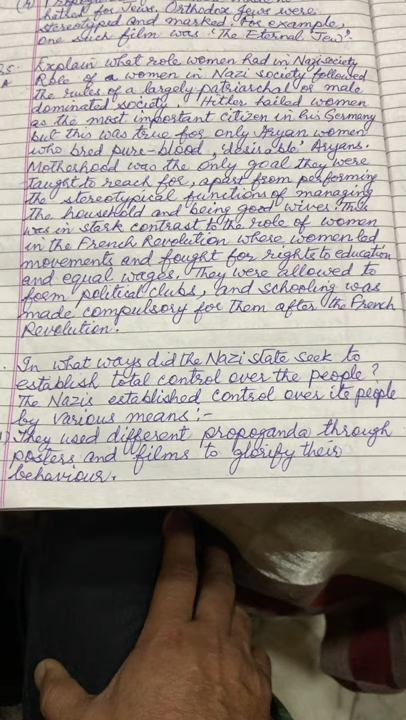 hatred for Jews. Orthodox Jews were
stereotyped and marked. For example,
one such film was: 'The Eternal Jew'.
Explain what role women had in Nazi society
Role of a women in Nazi society followed
the rules of a largely patriarchal or male
dominated society. Hitler hailed women
as the most important citizen in his Germany
but this was true for only Aryan women
who bred pure-blood, 'desirable' Aryans.
Motherhood was the only goal they were
taught to reach for, apart from performing
the stereotypical functions of managing
the household and being good wives. This
was in stark contrast to the role of women
in the French Revolution where women led
movements and fought for rights to education
and equal wages. They were allowed to
form political clubs, and schooling was
made compulsory for them after the French
Revolution.
In what ways did the Nazi state seek to
establish total control over the people?
The Nazis established control over its people
by various means:-
They used different propoganda through
posters and films to glorify their
behaviour.